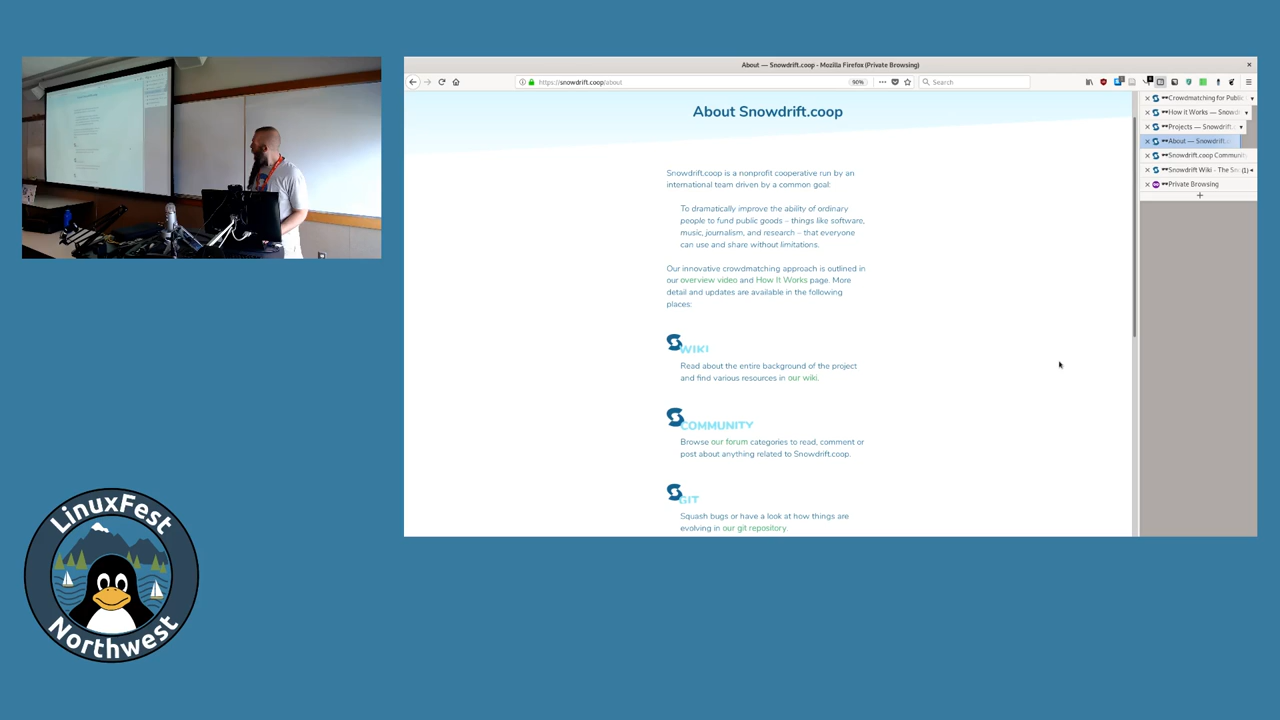 About — Snowdrift.coop - Mozilla Firefox (Private Browsing)
https://snowdrift.coop/about
90%
Search
Crowdmatching for Public
How it Works — Snowd
Projects — Snowdrift.
About — Snowdrift.
Snowdrift.coop Communit
Snowdrift Wiki - The Sn (1)
Private Browsing
About Snowdrift.coop
Snowdrift.coop is a nonprofit cooperative run by an
international team driven by a common goal:
To dramatically improve the ability of ordinary
people to fund public goods – things like software,
music, journalism, and research – that everyone
can use and share without limitations.
Our innovative crowdmatching approach is outlined in
our overview video and How It Works page. More
detail and updates are available in the following
places:
WIKI
Read about the entire background of the project
and find various resources in our wiki.
COMMUNITY
Browse our forum categories to read, comment or
post about anything related to Snowdrift.coop.
GIT
Squash bugs or have a look at how things are
evolving in our git repository.
LinuxFest
Northwest